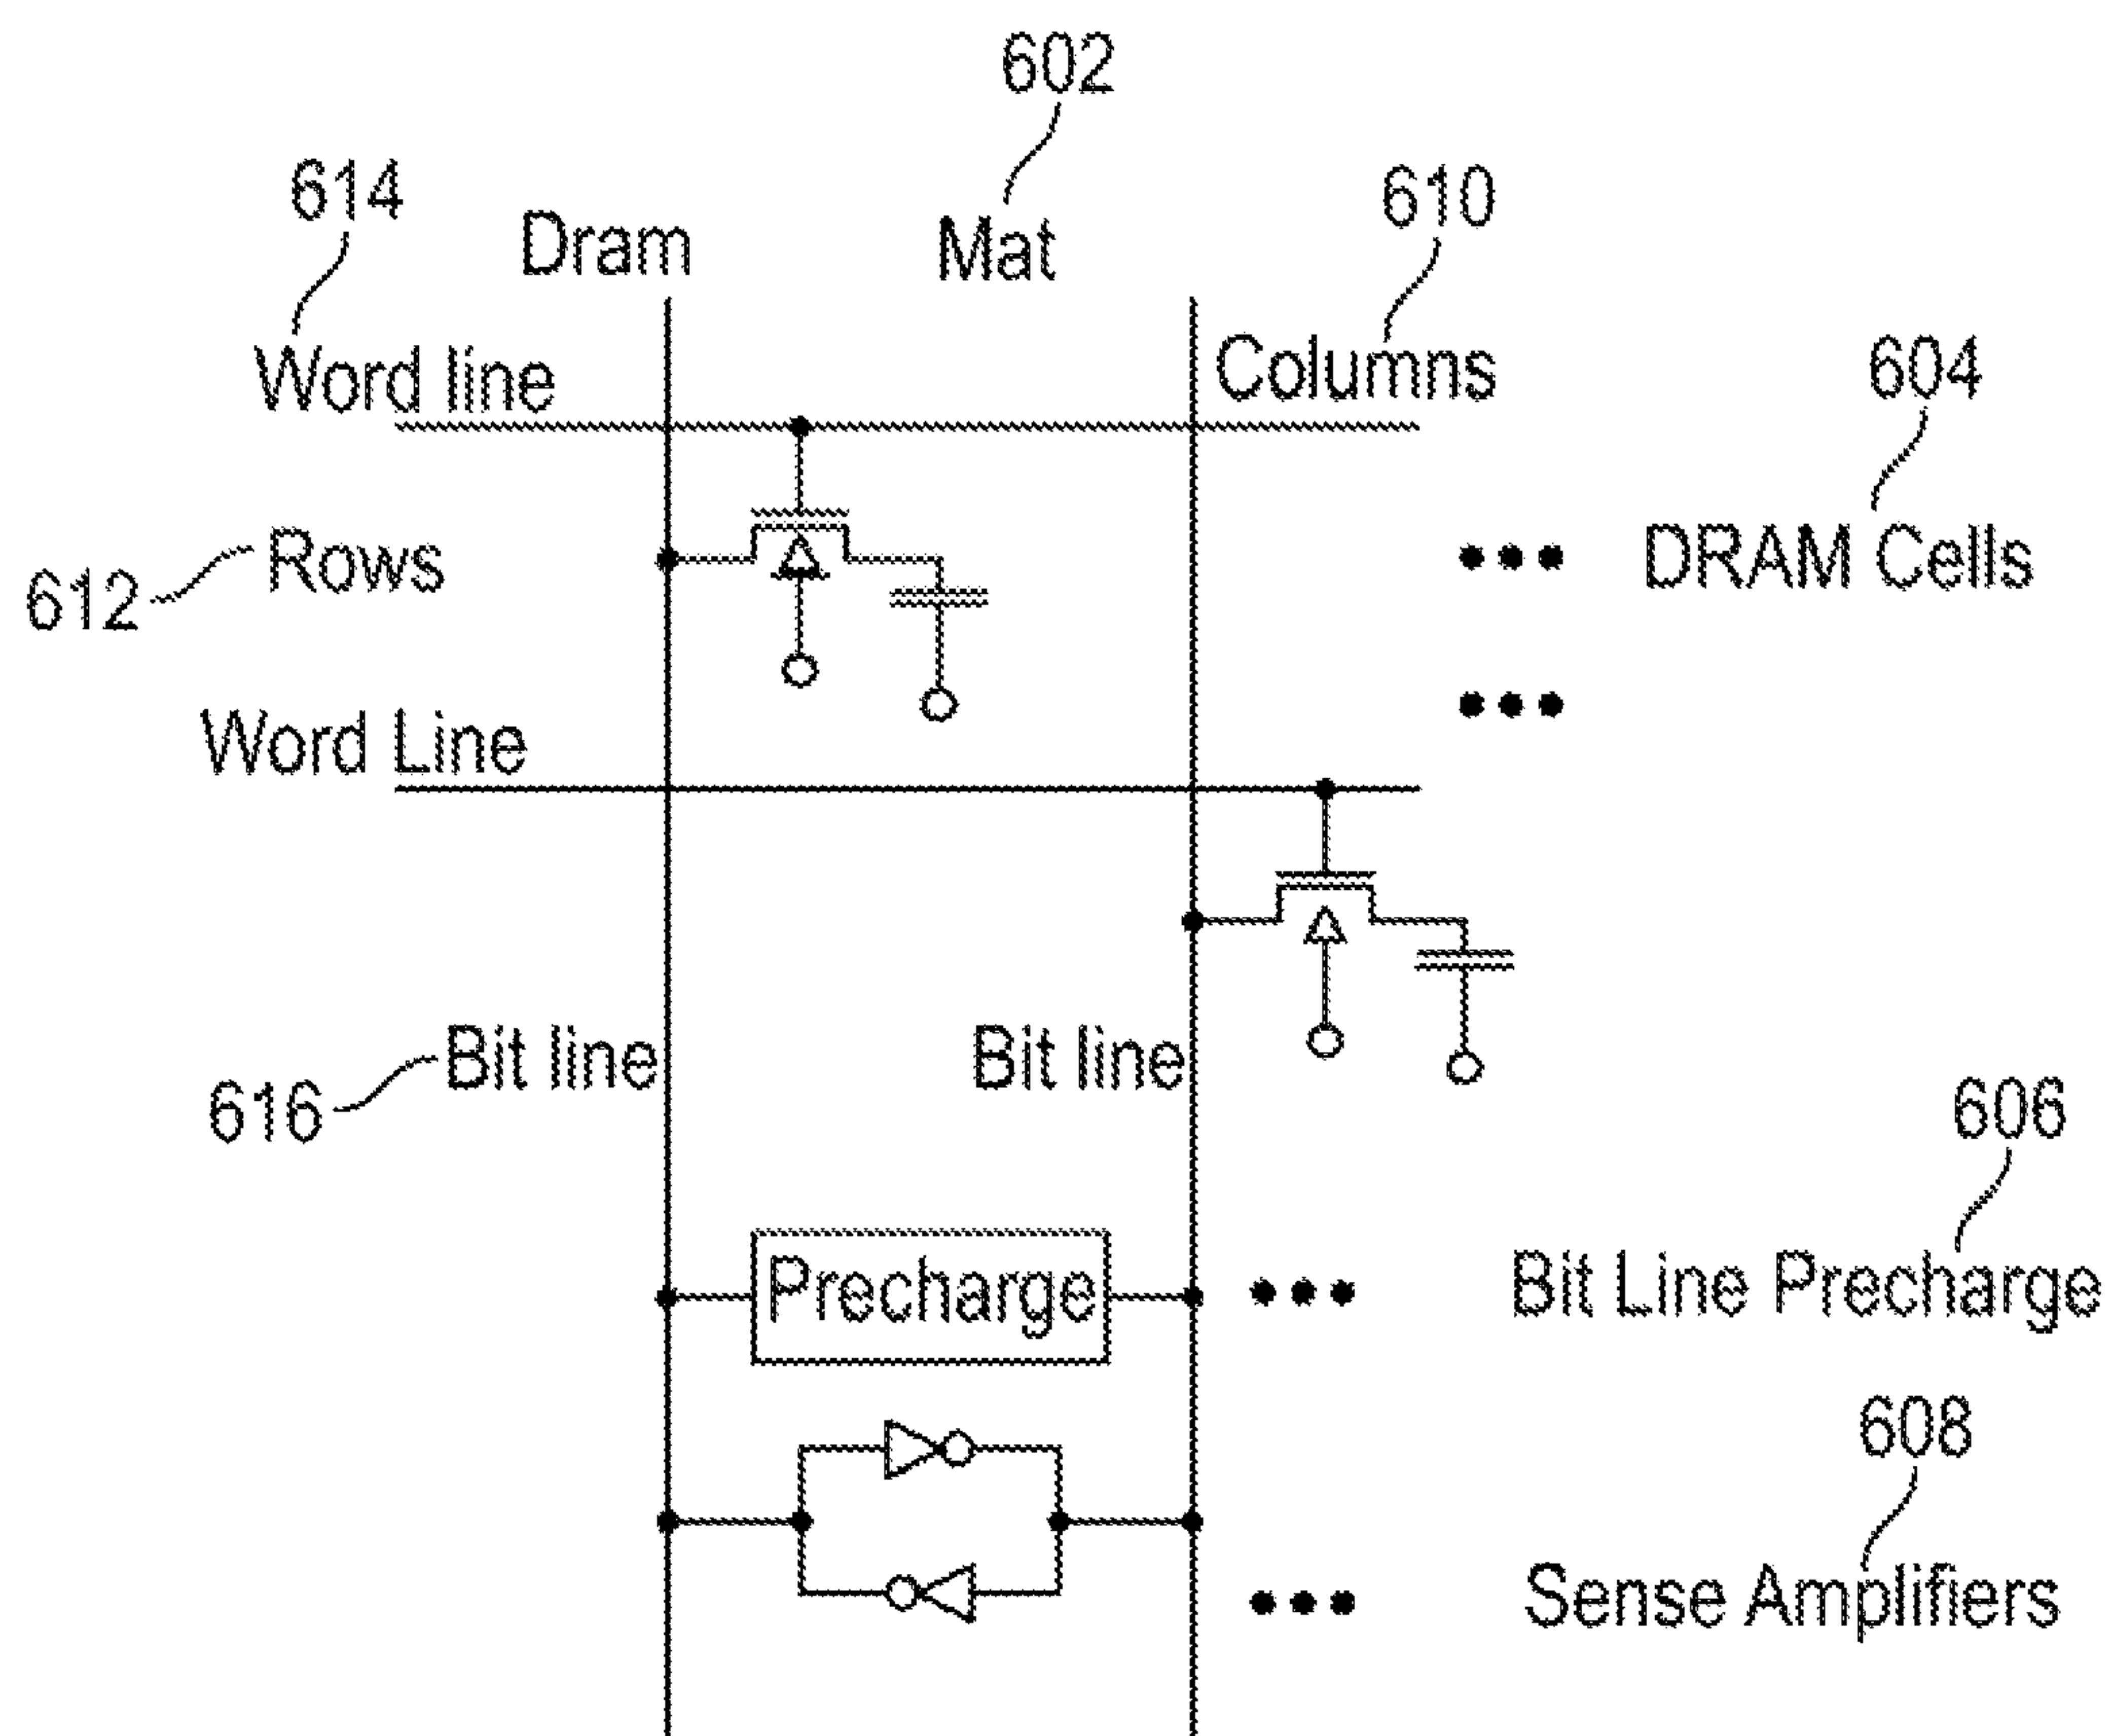 602
614
610
Dram Mat
Word line
Columns
604
Rows
DRAM Cells
612
Word Line
Bit line
Bit line
616
606
Precharge
Bit Line Precharge
608
Sense Amplifiers